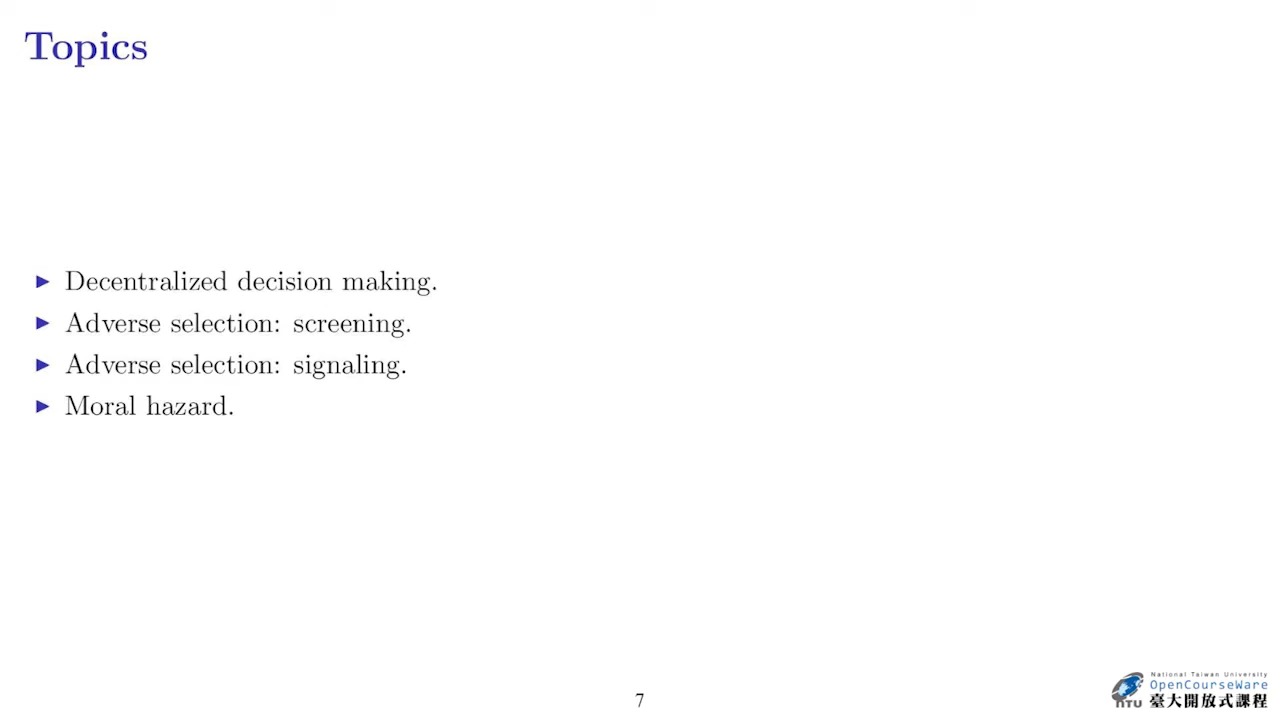 Topics
▶ Decentralized decision making.
▶ Adverse selection: screening.
▶ Adverse selection: signaling.
▶ Moral hazard.
7
National Taiwan University
OpenCourseWare
NTU 臺大開放式課程